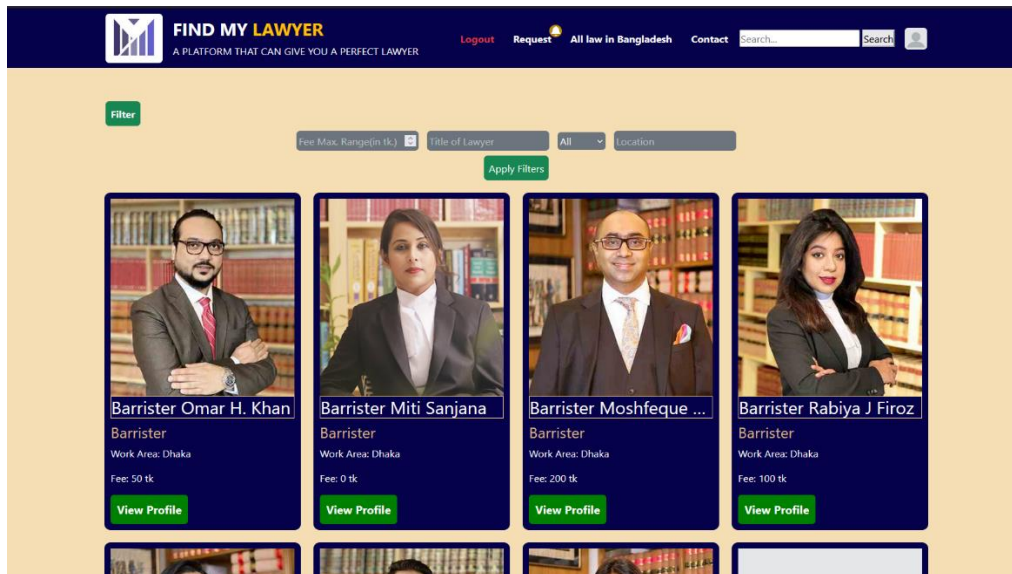 FIND MY LAWYER
A PLATFORM THAT CAN GIVE YOU A PERFECT LAWYER
Logout Request All law in Bangladesh Contact Search... Search
Filter
Fee Max. Range(in tk.) Title of Lawyer All Location
Apply Filters
Barrister Omar H. Khan Barrister Miti Sanjana Barrister Moshfeque ... Barrister Rabiya J Firoz
Barrister Barrister Barrister Barrister
Work Area: Dhaka Work Area: Dhaka Work Area: Dhaka Work Area: Dhaka
Fee: 50 tk Fee: 0 tk Fee: 200 tk Fee: 100 tk
View Profile View Profile View Profile View Profile